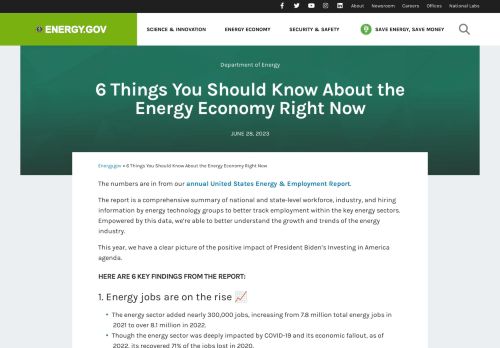 About Newsroom Careers Offices National Labs
ENERGY.GOV SCIENCE & INNOVATION ENERGY ECONOMY SECURITY & SAFETY SAVE ENERGY, SAVE MONEY
Department of Energy
6 Things You Should Know About the
Energy Economy Right Now
JUNE 28, 2023
Energy.gov » 6 Things You Should Know About the Energy Economy Right Now
The numbers are in from our annual United States Energy & Employment Report.
The report is a comprehensive summary of national and state-level workforce, industry, and hiring
information by energy technology groups to better track employment within the key energy sectors.
Empowered by this data, we're able to better understand the growth and trends of the energy
industry.
This year, we have a clear picture of the positive impact of President Biden's Investing in America
agenda.
HERE ARE 6 KEY FINDINGS FROM THE REPORT:
1. Energy jobs are on the rise 📈
• The energy sector added nearly 300,000 jobs, increasing from 7.8 million total energy jobs in
2021 to over 8.1 million in 2022.
• Though the energy sector was deeply impacted by COVID-19 and its economic fallout, as of
2022, its recovered 71% of the jobs lost in 2020.